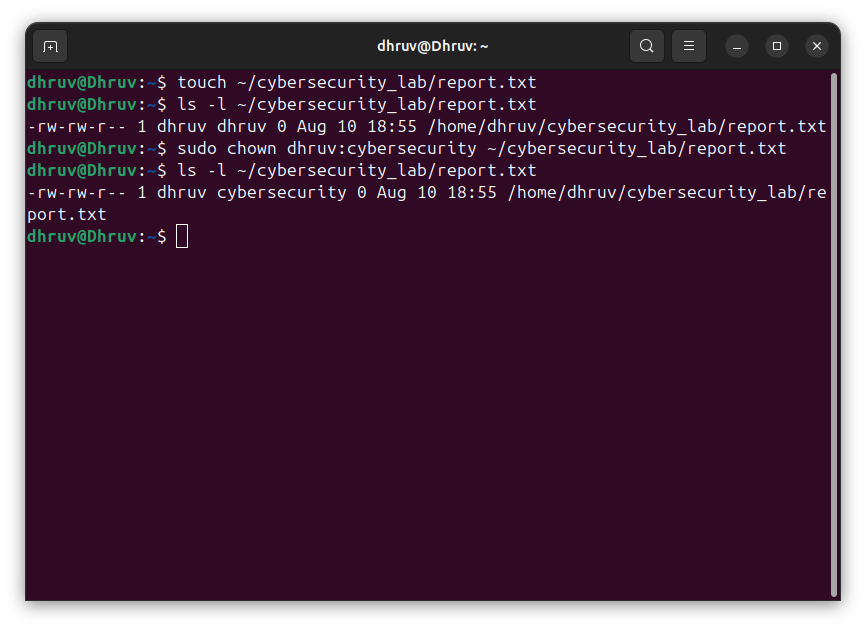 dhruv@Dhruv: ~
dhruv@Dhruv:~$ touch ~/cybersecurity_lab/report.txt
dhruv@Dhruv:~$ ls -l ~/cybersecurity_lab/report.txt
-rw-rw-r-- 1 dhruv dhruv 0 Aug 10 18:55 /home/dhruv/cybersecurity_lab/report.txt
dhruv@Dhruv:~$ sudo chown dhruv:cybersecurity ~/cybersecurity_lab/report.txt
dhruv@Dhruv:~$ ls -l ~/cybersecurity_lab/report.txt
-rw-rw-r-- 1 dhruv cybersecurity 0 Aug 10 18:55 /home/dhruv/cybersecurity_lab/re
port.txt
dhruv@Dhruv:~$